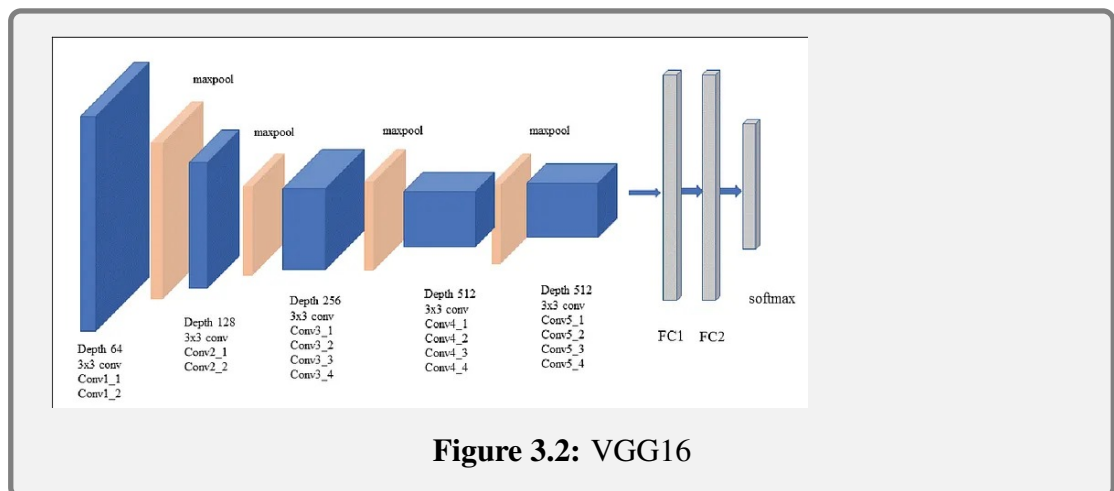 maxpool
maxpool
maxpool
maxpool
Depth 64
3x3 conv
Conv1_1
Conv1_2
Depth 128
3x3 conv
Conv2_1
Conv2_2
Depth 256
3x3 conv
Conv3_1
Conv3_2
Conv3_3
Conv3_4
Depth 512
3x3 conv
Conv4_1
Conv4_2
Conv4_3
Conv4_4
Depth 512
3x3 conv
Conv5_1
Conv5_2
Conv5_3
Conv5_4
FC1
FC2
softmax
Figure 3.2: VGG16